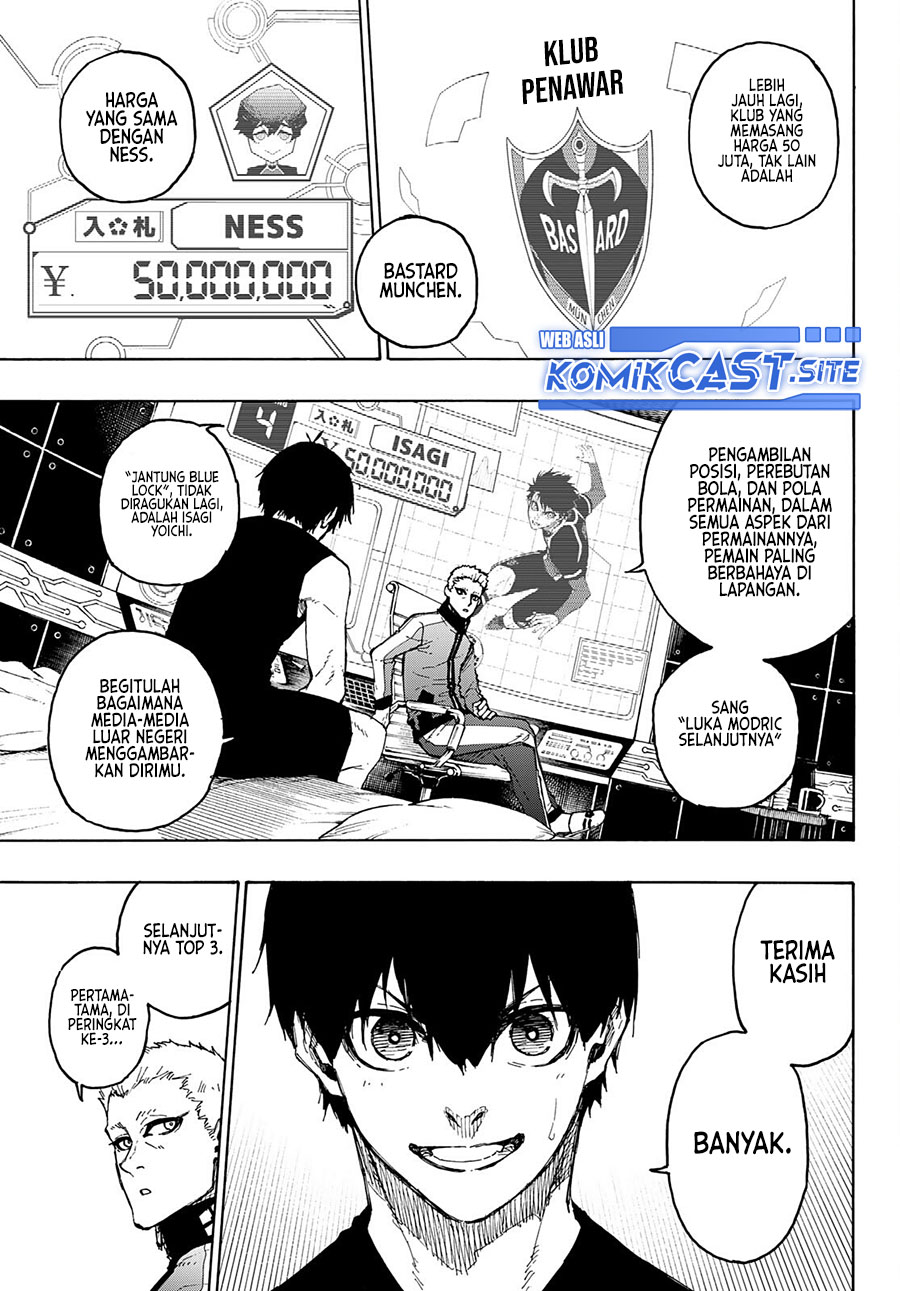 LEBIH
JAUH LAGI,
KLUB YANG
MEMASANG
HARGA 50
JUTA, TAK LAIN
ADALAH
KLUB
PENAWAR
BASTARD
MUN CHEN
BASTARD
MUNCHEN.
HARGA
YANG SAMA
DENGAN
NESS.
入札 NESS
¥. 50,000,000
WEB ASLI
KOMIKCAST.SITE
PENGAMBILAN
POSISI, PEREBUTAN
BOLA, DAN POLA
PERMAINAN, DALAM
SEMUA ASPEK DARI
PERMAINANNYA,
PEMAIN PALING
BERBAHAYA DI
LAPANGAN.
SANG
“LUKA MODRIC
SELANJUTNYA”
4
入札 ISAGI
¥ 50,000,000
“JANTUNG BLUE
LOCK”, TIDAK
DIRAGUKAN LAGI,
ADALAH ISAGI
YOICHI.
BEGITULAH
BAGAIMANA
MEDIA-MEDIA
LUAR NEGERI
MENGGAMBAR-
KAN DIRIMU.
TERIMA
KASIH
BANYAK.
SELANJUT-
NYA TOP 3.
PERTAMA-
TAMA, DI
PERINGKAT
KE-3...